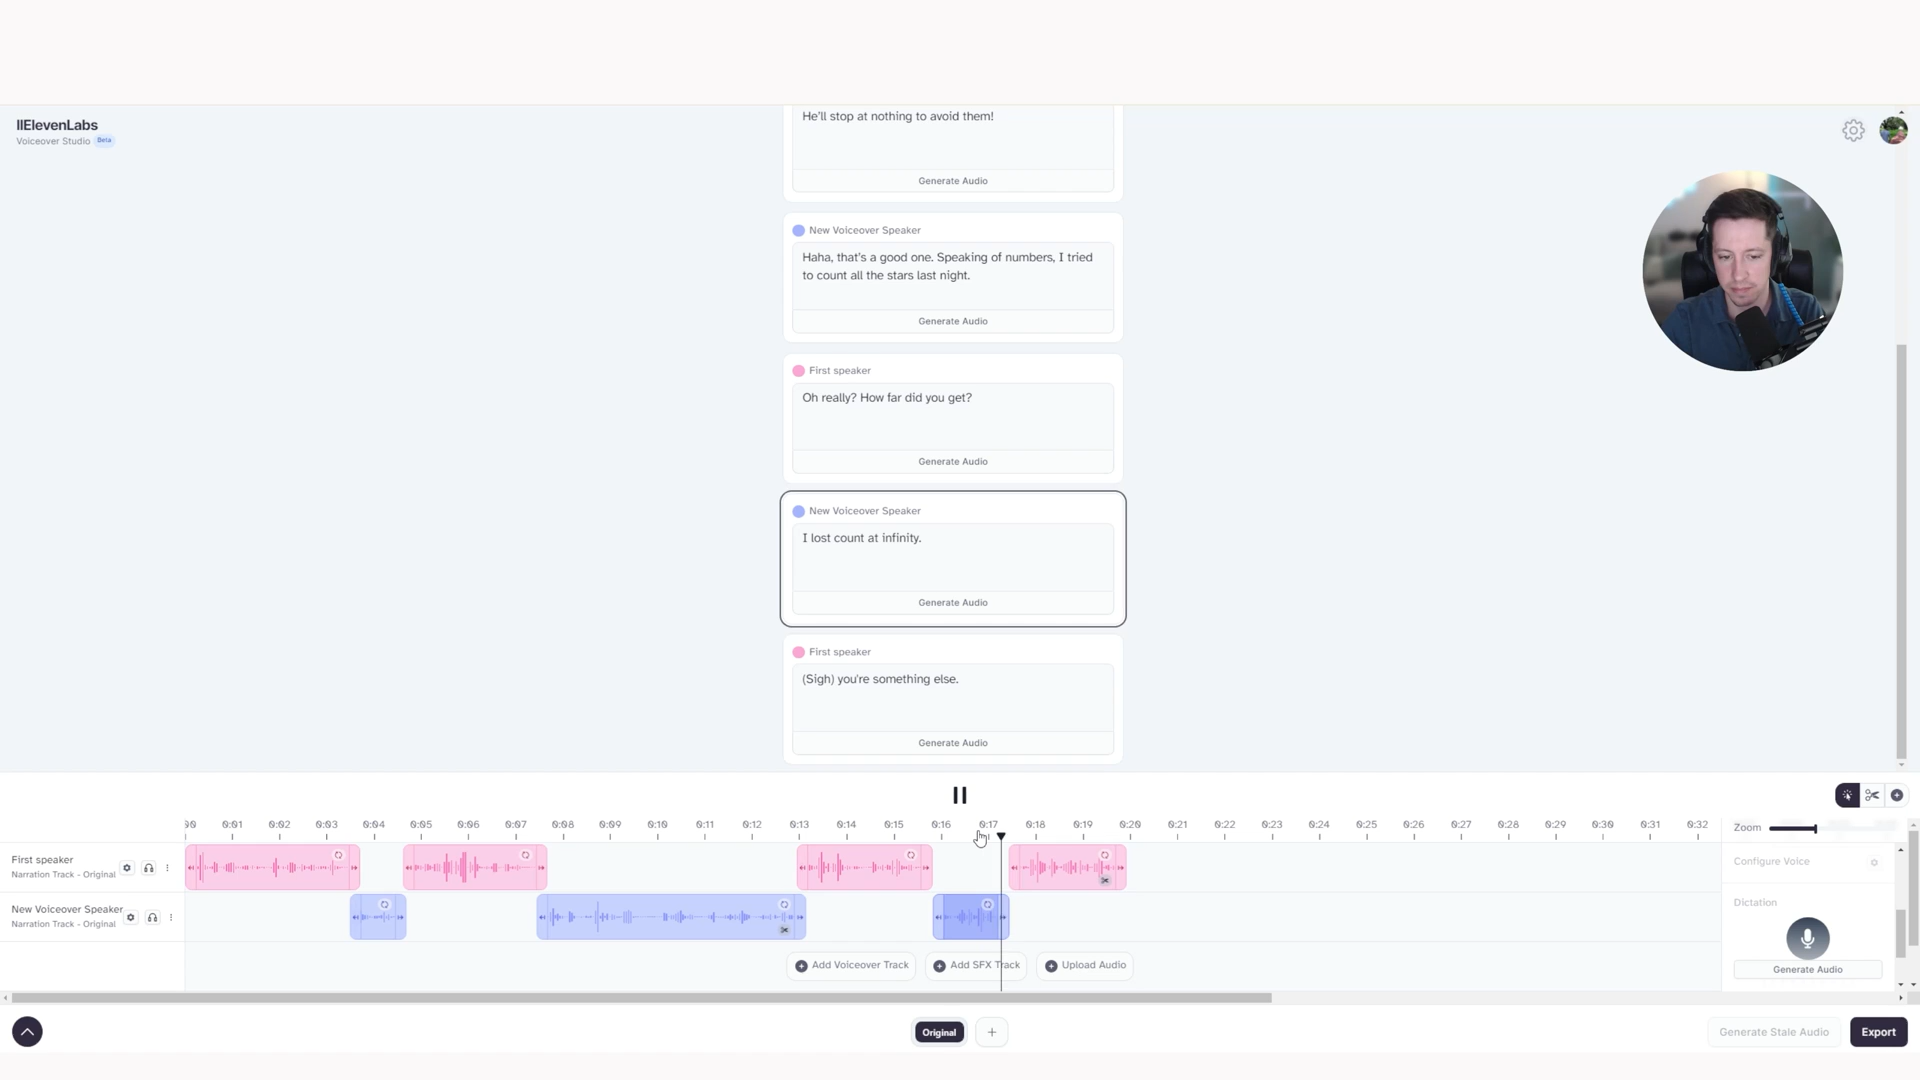 IIElevenLabs
Voiceover Studio Beta
He'll stop at nothing to avoid them!
Generate Audio
New Voiceover Speaker
Haha, that's a good one. Speaking of numbers, I tried
to count all the stars last night.
Generate Audio
First speaker
Oh really? How far did you get?
Generate Audio
New Voiceover Speaker
I lost count at infinity.
Generate Audio
First speaker
(Sigh) you're something else.
Generate Audio
00 0:01 0:02 0:03 0:04 0:05 0:06 0:07 0:08 0:09 0:10 0:11 0:12 0:13 0:14 0:15 0:16 0:17 0:18 0:19 0:20 0:21 0:22 0:23 0:24 0:25 0:26 0:27 0:28 0:29 0:30 0:31 0:32
Zoom
First speaker
Narration Track - Original
Configure Voice
New Voiceover Speaker
Narration Track - Original
Dictation
Add Voiceover Track
Add SFX Track
Upload Audio
Generate Audio
Original
Generate Stale Audio
Export